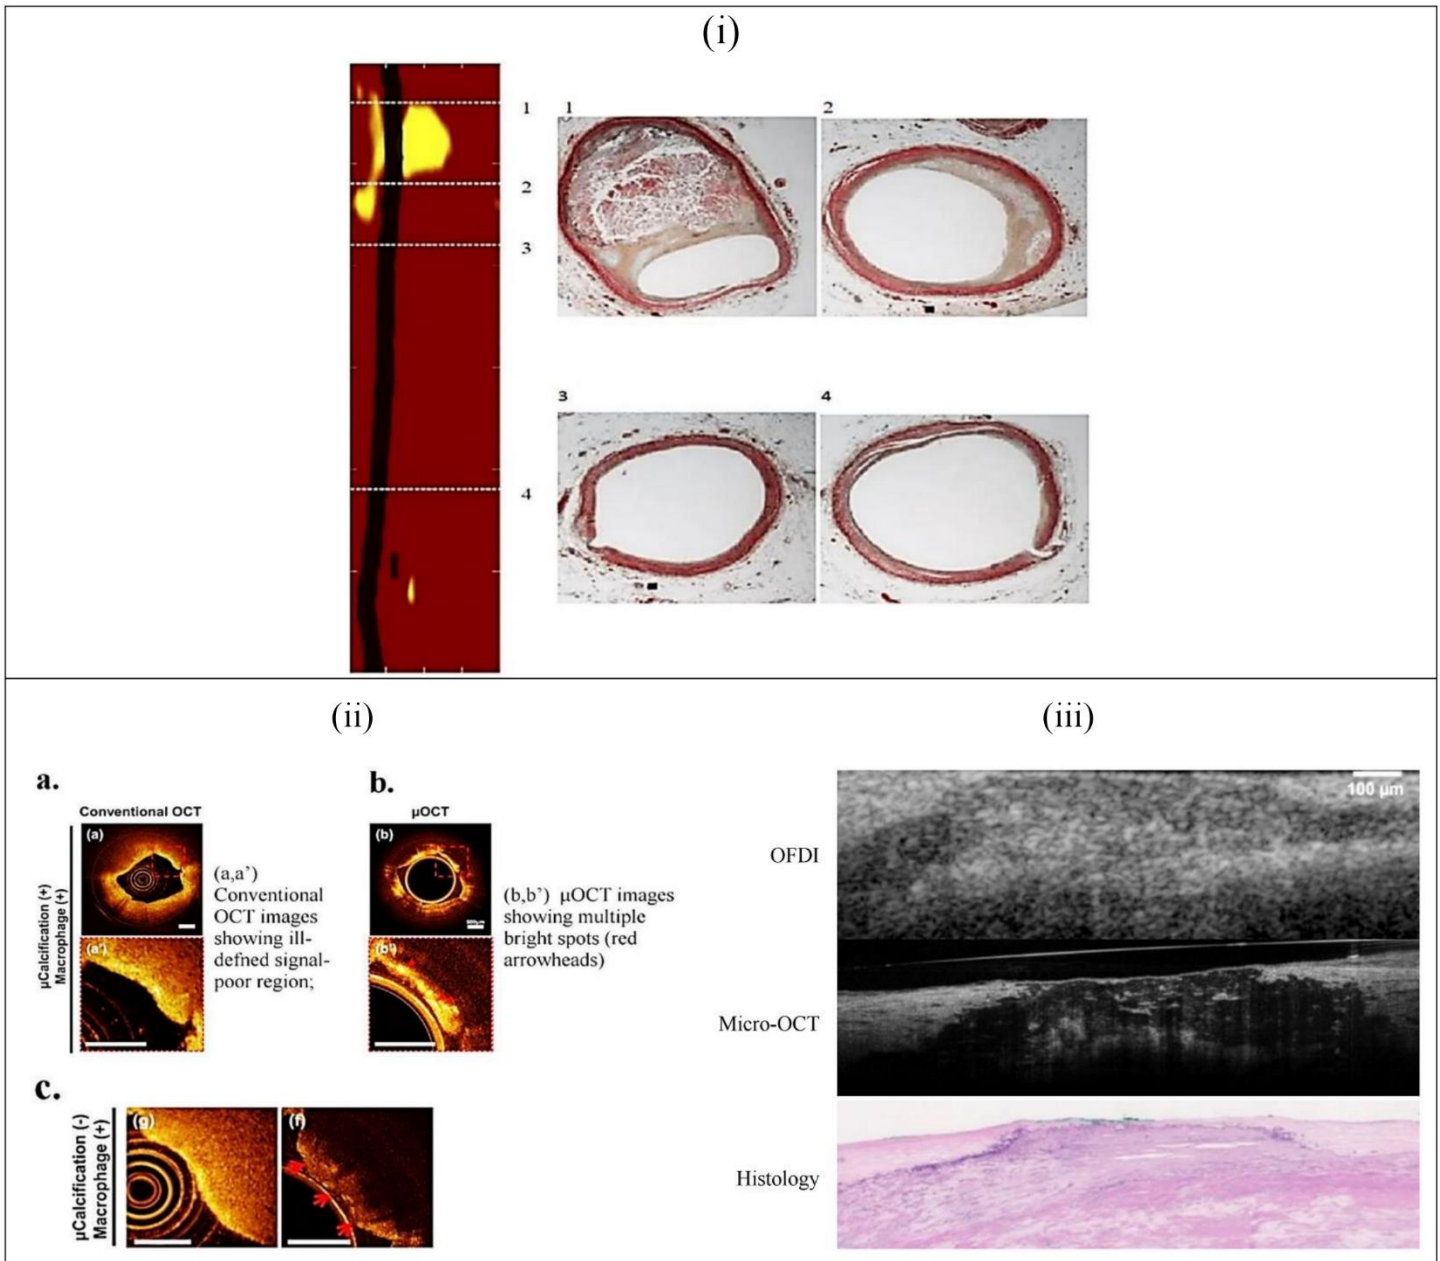 (i)
1
2
3
4
1
2
3
4
(ii)
a.
Conventional OCT
(a)
(a')
µCalcification (+)
Macrophage (+)
(a,a')
Conventional
OCT images
showing ill-
defned signal-
poor region;
b.
µOCT
(b)
(b')
(b,b') µOCT images
showing multiple
bright spots (red
arrowheads)
c.
µCalcification (-)
Macrophage (+)
(g)
(f)
(iii)
100 µm
OFDI
Micro-OCT
Histology